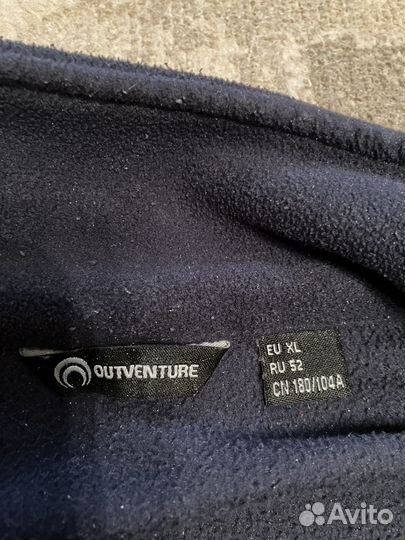 OUTVENTURE
EU XL
RU 52
CN 180/104A
Avito